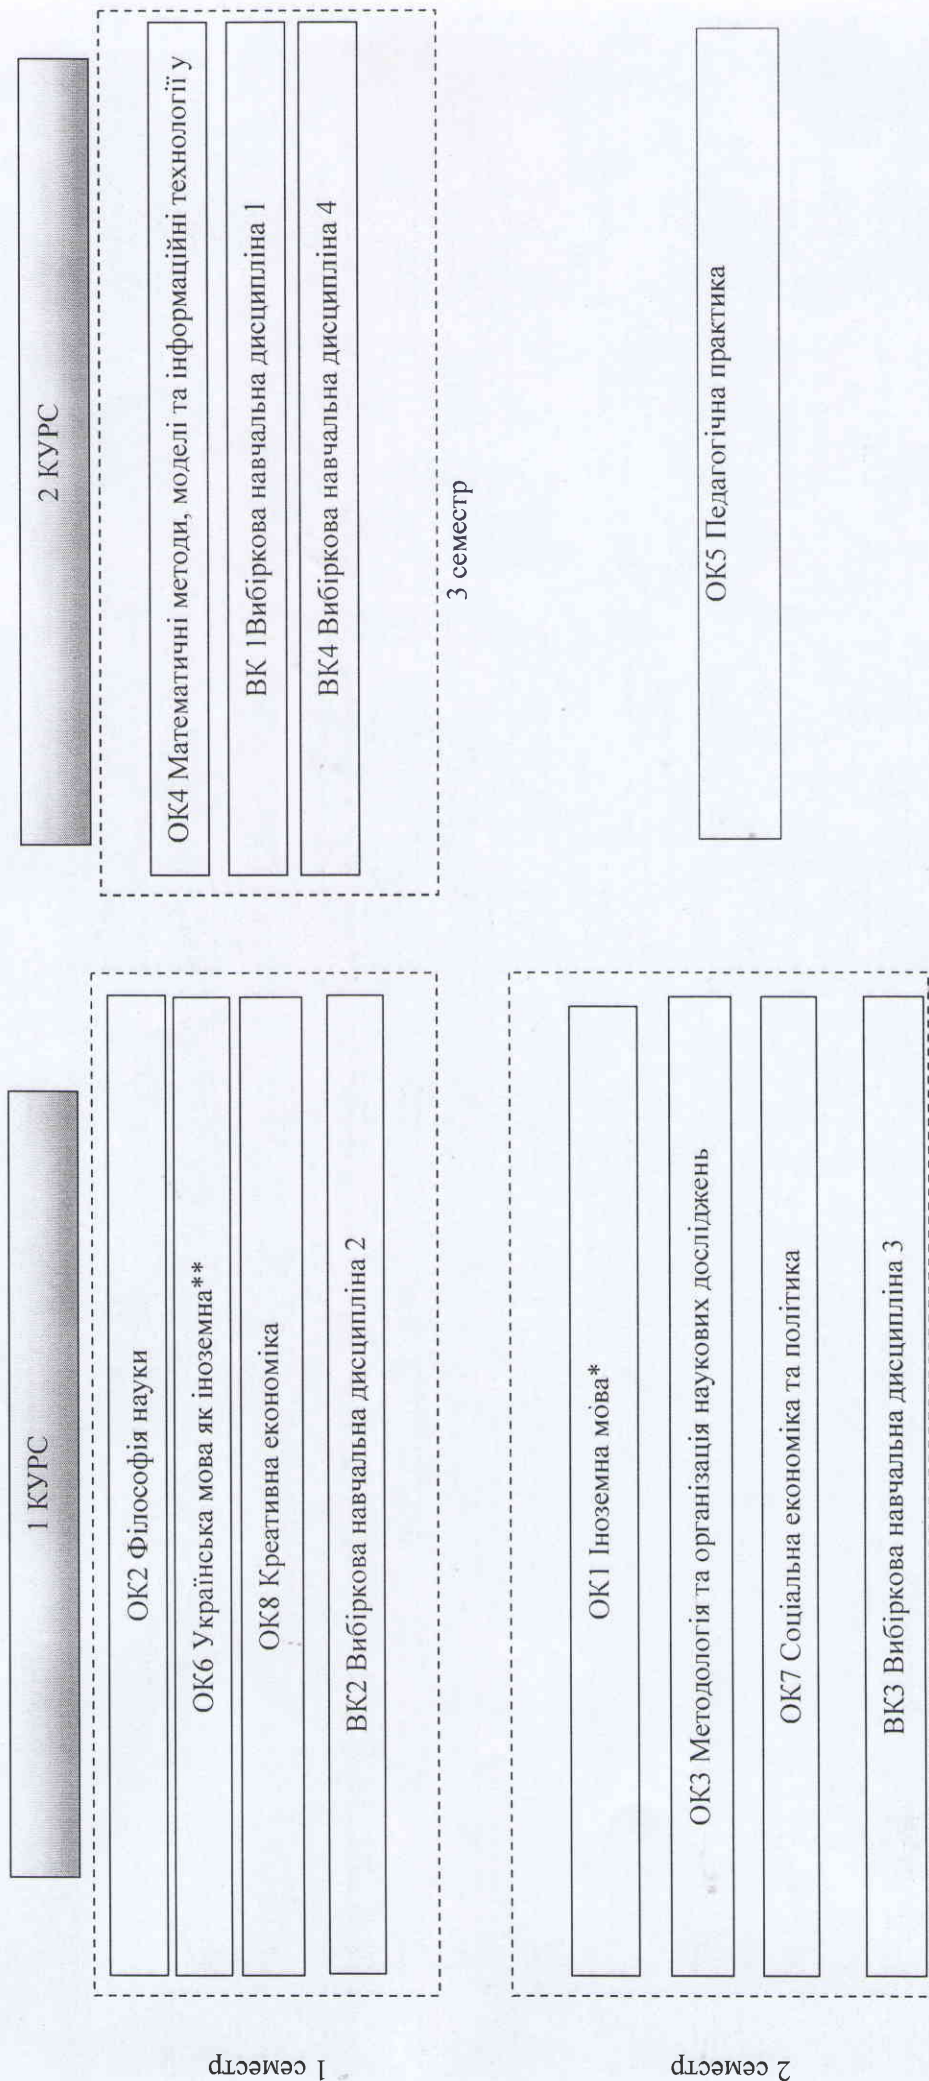 1 КУРС
2 КУРС
1 семестр
ОК2 Філософія науки
ОК6 Українська мова як іноземна**
ОК8 Креативна економіка
ВК2 Вибіркова навчальна дисципліна 2
ОК4 Математичні методи, моделі та інформаційні технології у
ВК 1Вибіркова навчальна дисципліна 1
ВК4 Вибіркова навчальна дисципліна 4
3 семестр
2 семестр
ОК1 Іноземна мова*
ОК3 Методологія та організація наукових досліджень
ОК7 Соціальна економіка та політика
ВК3 Вибіркова навчальна дисципліна 3
ОК5 Педагогічна практика